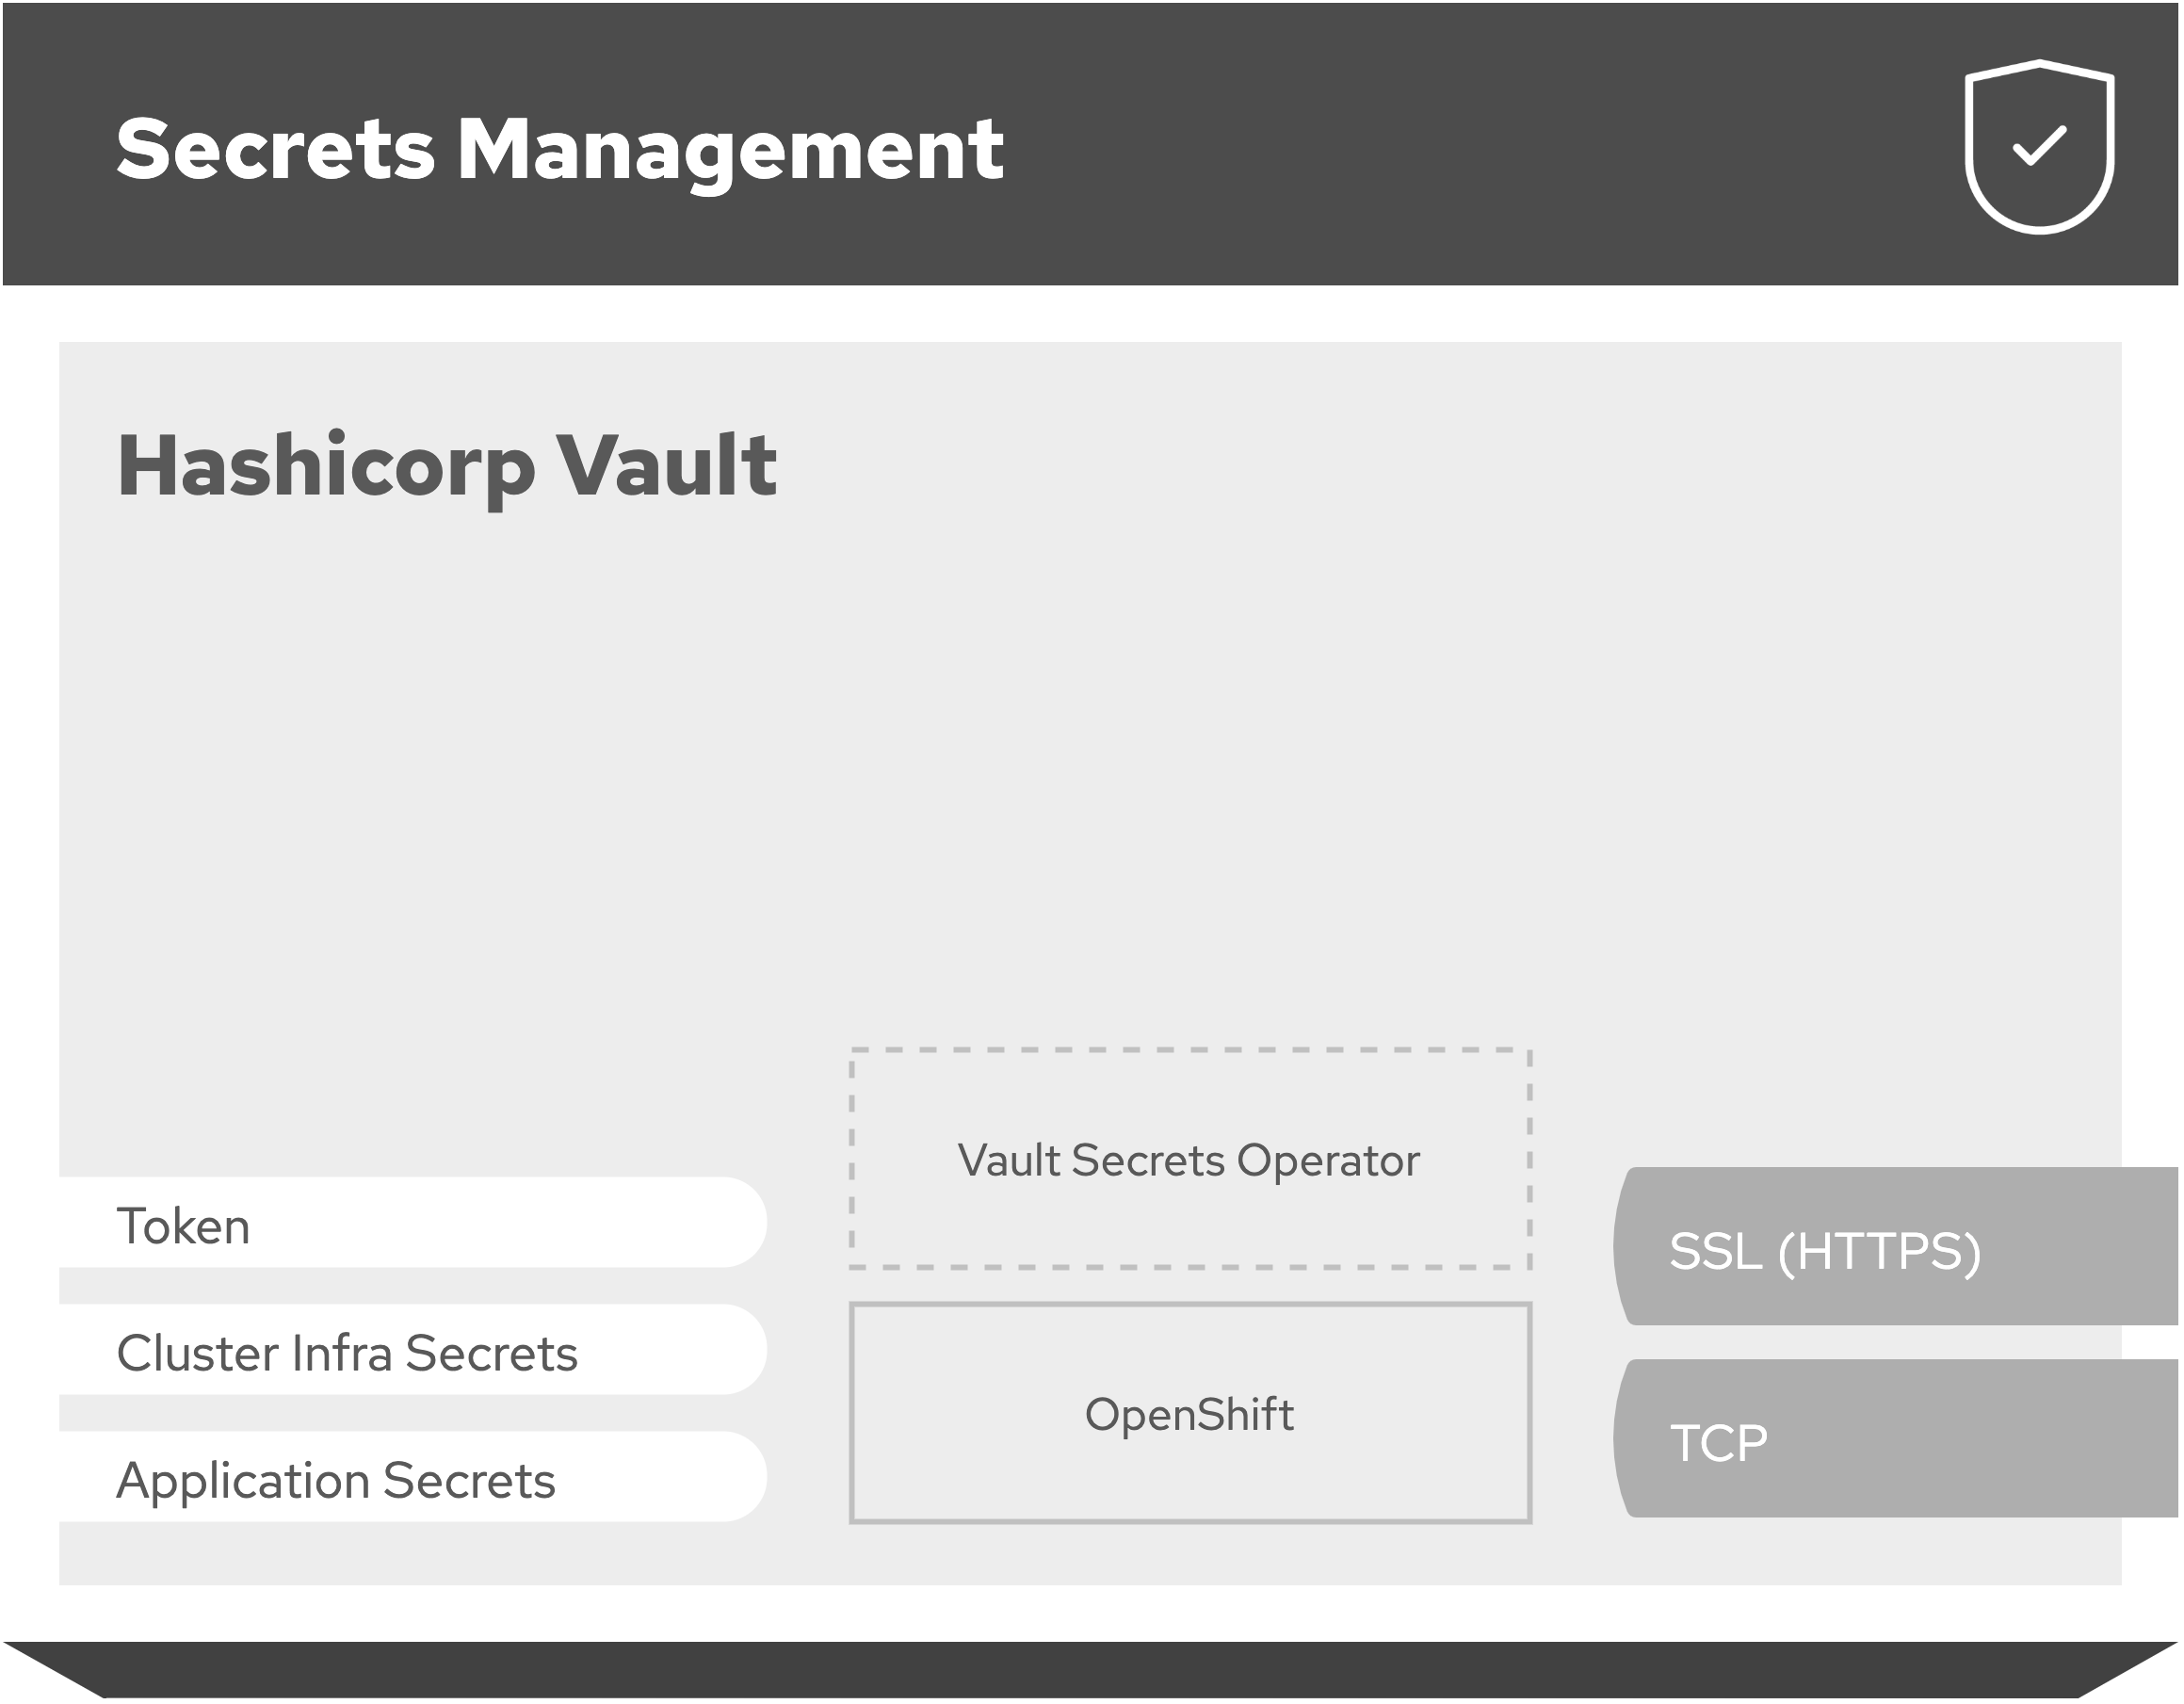 Secrets Management
Hashicorp Vault
Token
Cluster Infra Secrets
Application Secrets
Vault Secrets Operator
OpenShift
SSL (HTTPS)
TCP